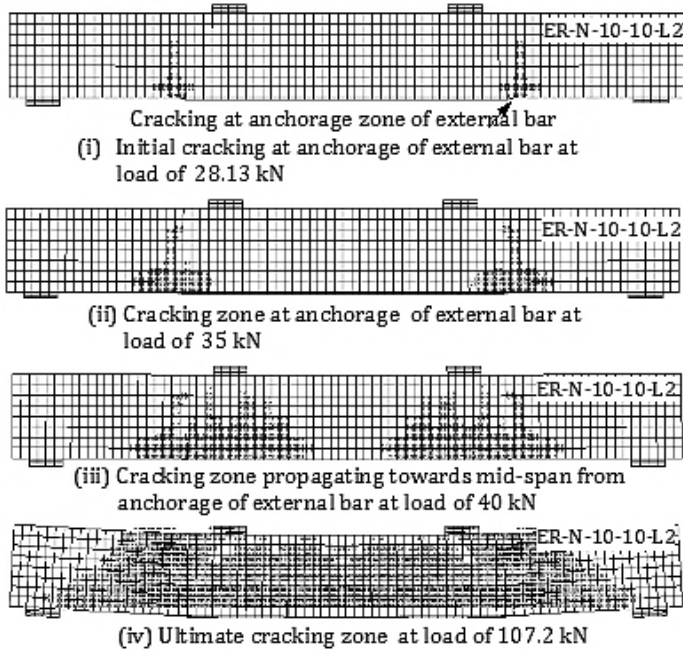 ER-N-10-10-L2
Cracking at anchorage zone of external bar
(i) Initial cracking at anchorage of external bar at
load of 28.13 kN
ER-N-10-10-L2
(ii) Cracking zone at anchorage of external bar at
load of 35 kN
ER-N-10-10-L2
(iii) Cracking zone propagating towards mid-span from
anchorage of external bar at load of 40 kN
ER-N-10-10-L2
(iv) Ultimate cracking zone at load of 107.2 kN